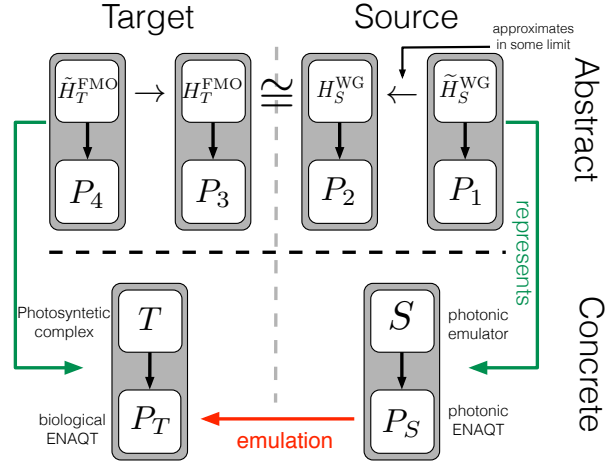 Target
Source
approximates
in some limit
H̃_T^FMO → H_T^FMO ≅ H_S^WG ← H̃_S^WG
Abstract
P_4
P_3
P_2
P_1
represents
Photosyntetic
complex
T
S
photonic
emulator
Concrete
biological
ENAQT
P_T
P_S
photonic
ENAQT
emulation